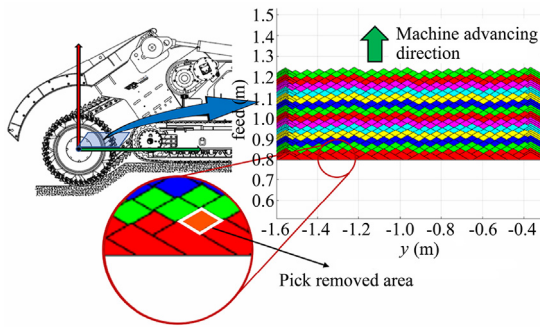 1.5
1.4
1.3
1.2
1.1
1.0
0.9
0.8
0.7
0.6
feed (m)
Machine advancing
direction
-1.6 -1.4 -1.2 -1.0 -0.8 -0.6 -0.4
y (m)
Pick removed area